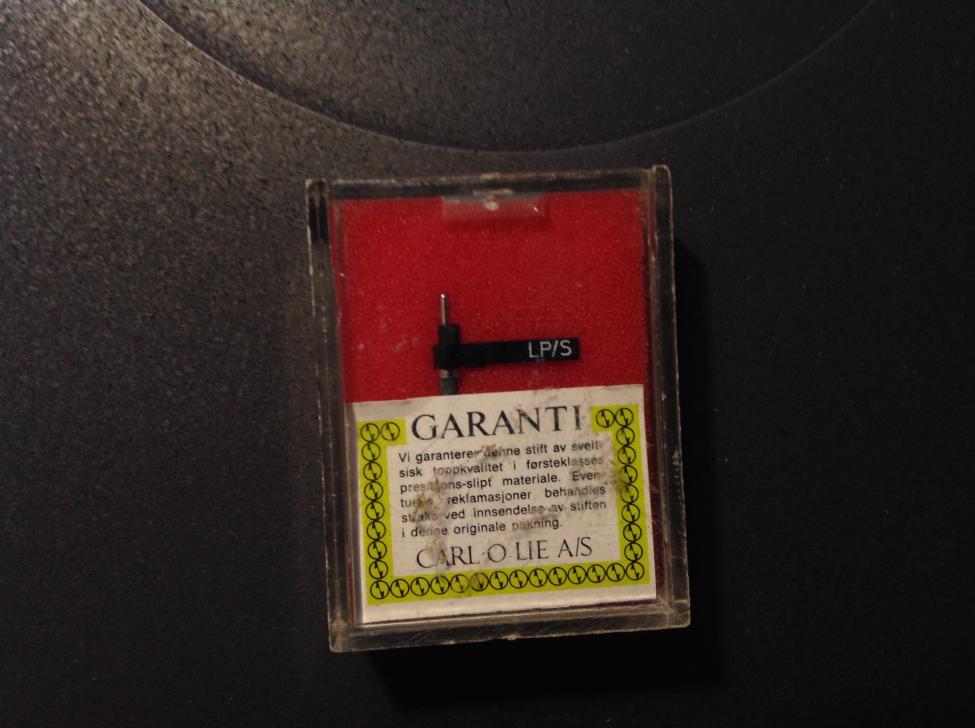 LP/S
GARANTI
Vi garanterer denne stift av sveit-
sisk toppkvalitet i førsteklasses
presisjons-slipt materiale. Even-
tuelle reklamasjoner behandles
straks ved innsendelse av stiften
i denne originale pakning.
CARL O LIE A/S